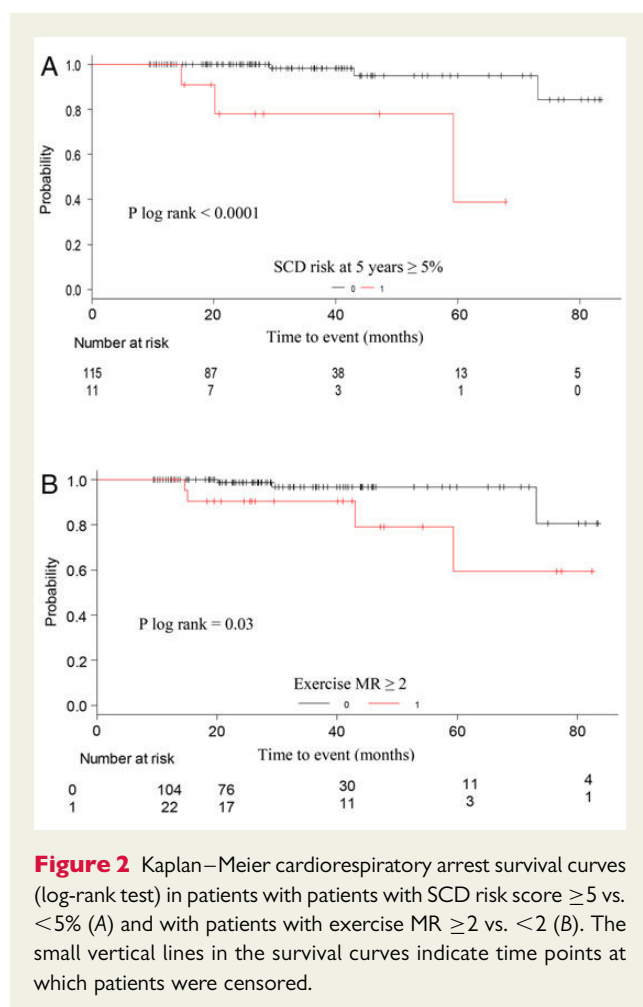 A
1.0
0.8
0.6
0.4
0.2
0.0
Probability
P log rank < 0.0001
SCD risk at 5 years ≥ 5%
0 1
0 20 40 60 80
Number at risk Time to event (months)
115 87 38 13 5
11 7 3 1 0
B
1.0
0.8
0.6
0.4
0.2
0.0
Probability
P log rank = 0.03
Exercise MR ≥ 2
0 1
0 20 40 60 80
Number at risk Time to event (months)
0 104 76 30 11 4
1 22 17 11 3 1
Figure 2 Kaplan–Meier cardiorespiratory arrest survival curves
(log-rank test) in patients with patients with SCD risk score ≥5 vs.
<5% (A) and with patients with exercise MR ≥2 vs. <2 (B). The
small vertical lines in the survival curves indicate time points at
which patients were censored.